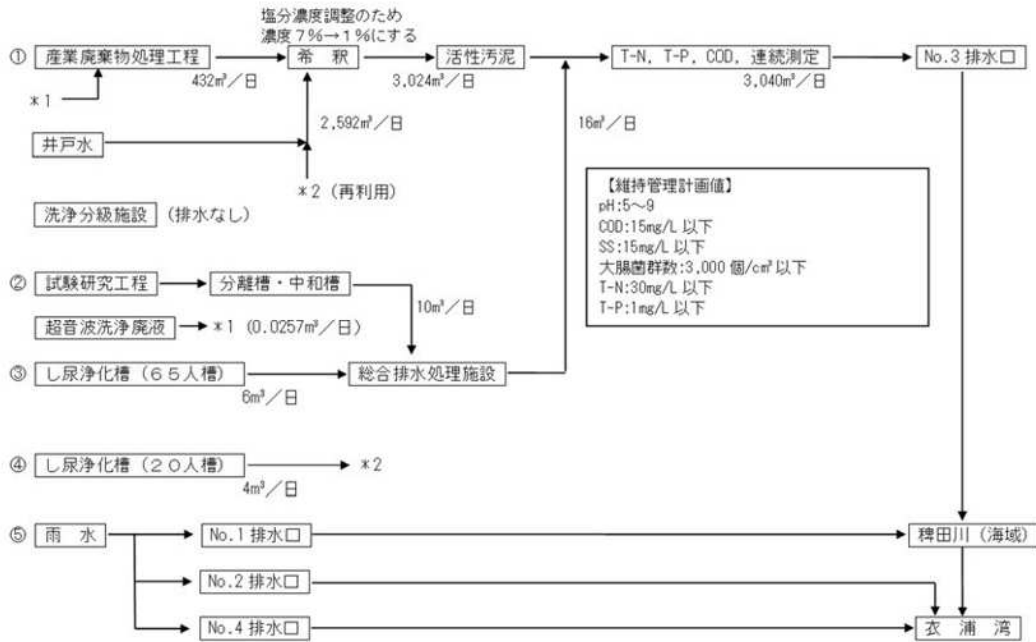 塩分濃度調整のため
濃度7%→1%にする
① 産業廃棄物処理工程 希 釈 活性汚泥 T-N, T-P, COD, 連続測定 No.3 排水口
432m³/日 3,024m³/日 3,040m³/日
*1
2,592m³/日 16m³/日
井戸水
*2 (再利用)
洗浄分級施設 (排水なし)
【維持管理計画値】
pH:5~9
COD:15mg/L 以下
SS:15mg/L 以下
大腸菌群数:3,000 個/cm³以下
T-N:30mg/L 以下
T-P:1mg/L 以下
② 試験研究工程 分離槽・中和槽
10m³/日
超音波洗浄廃液 *1 (0.0257m³/日)
③ し尿浄化槽(65人槽) 総合排水処理施設
6m³/日
④ し尿浄化槽(20人槽) *2
4m³/日
⑤ 雨 水 No.1 排水口 稗田川(海域)
No.2 排水口
No.4 排水口 衣 浦 湾